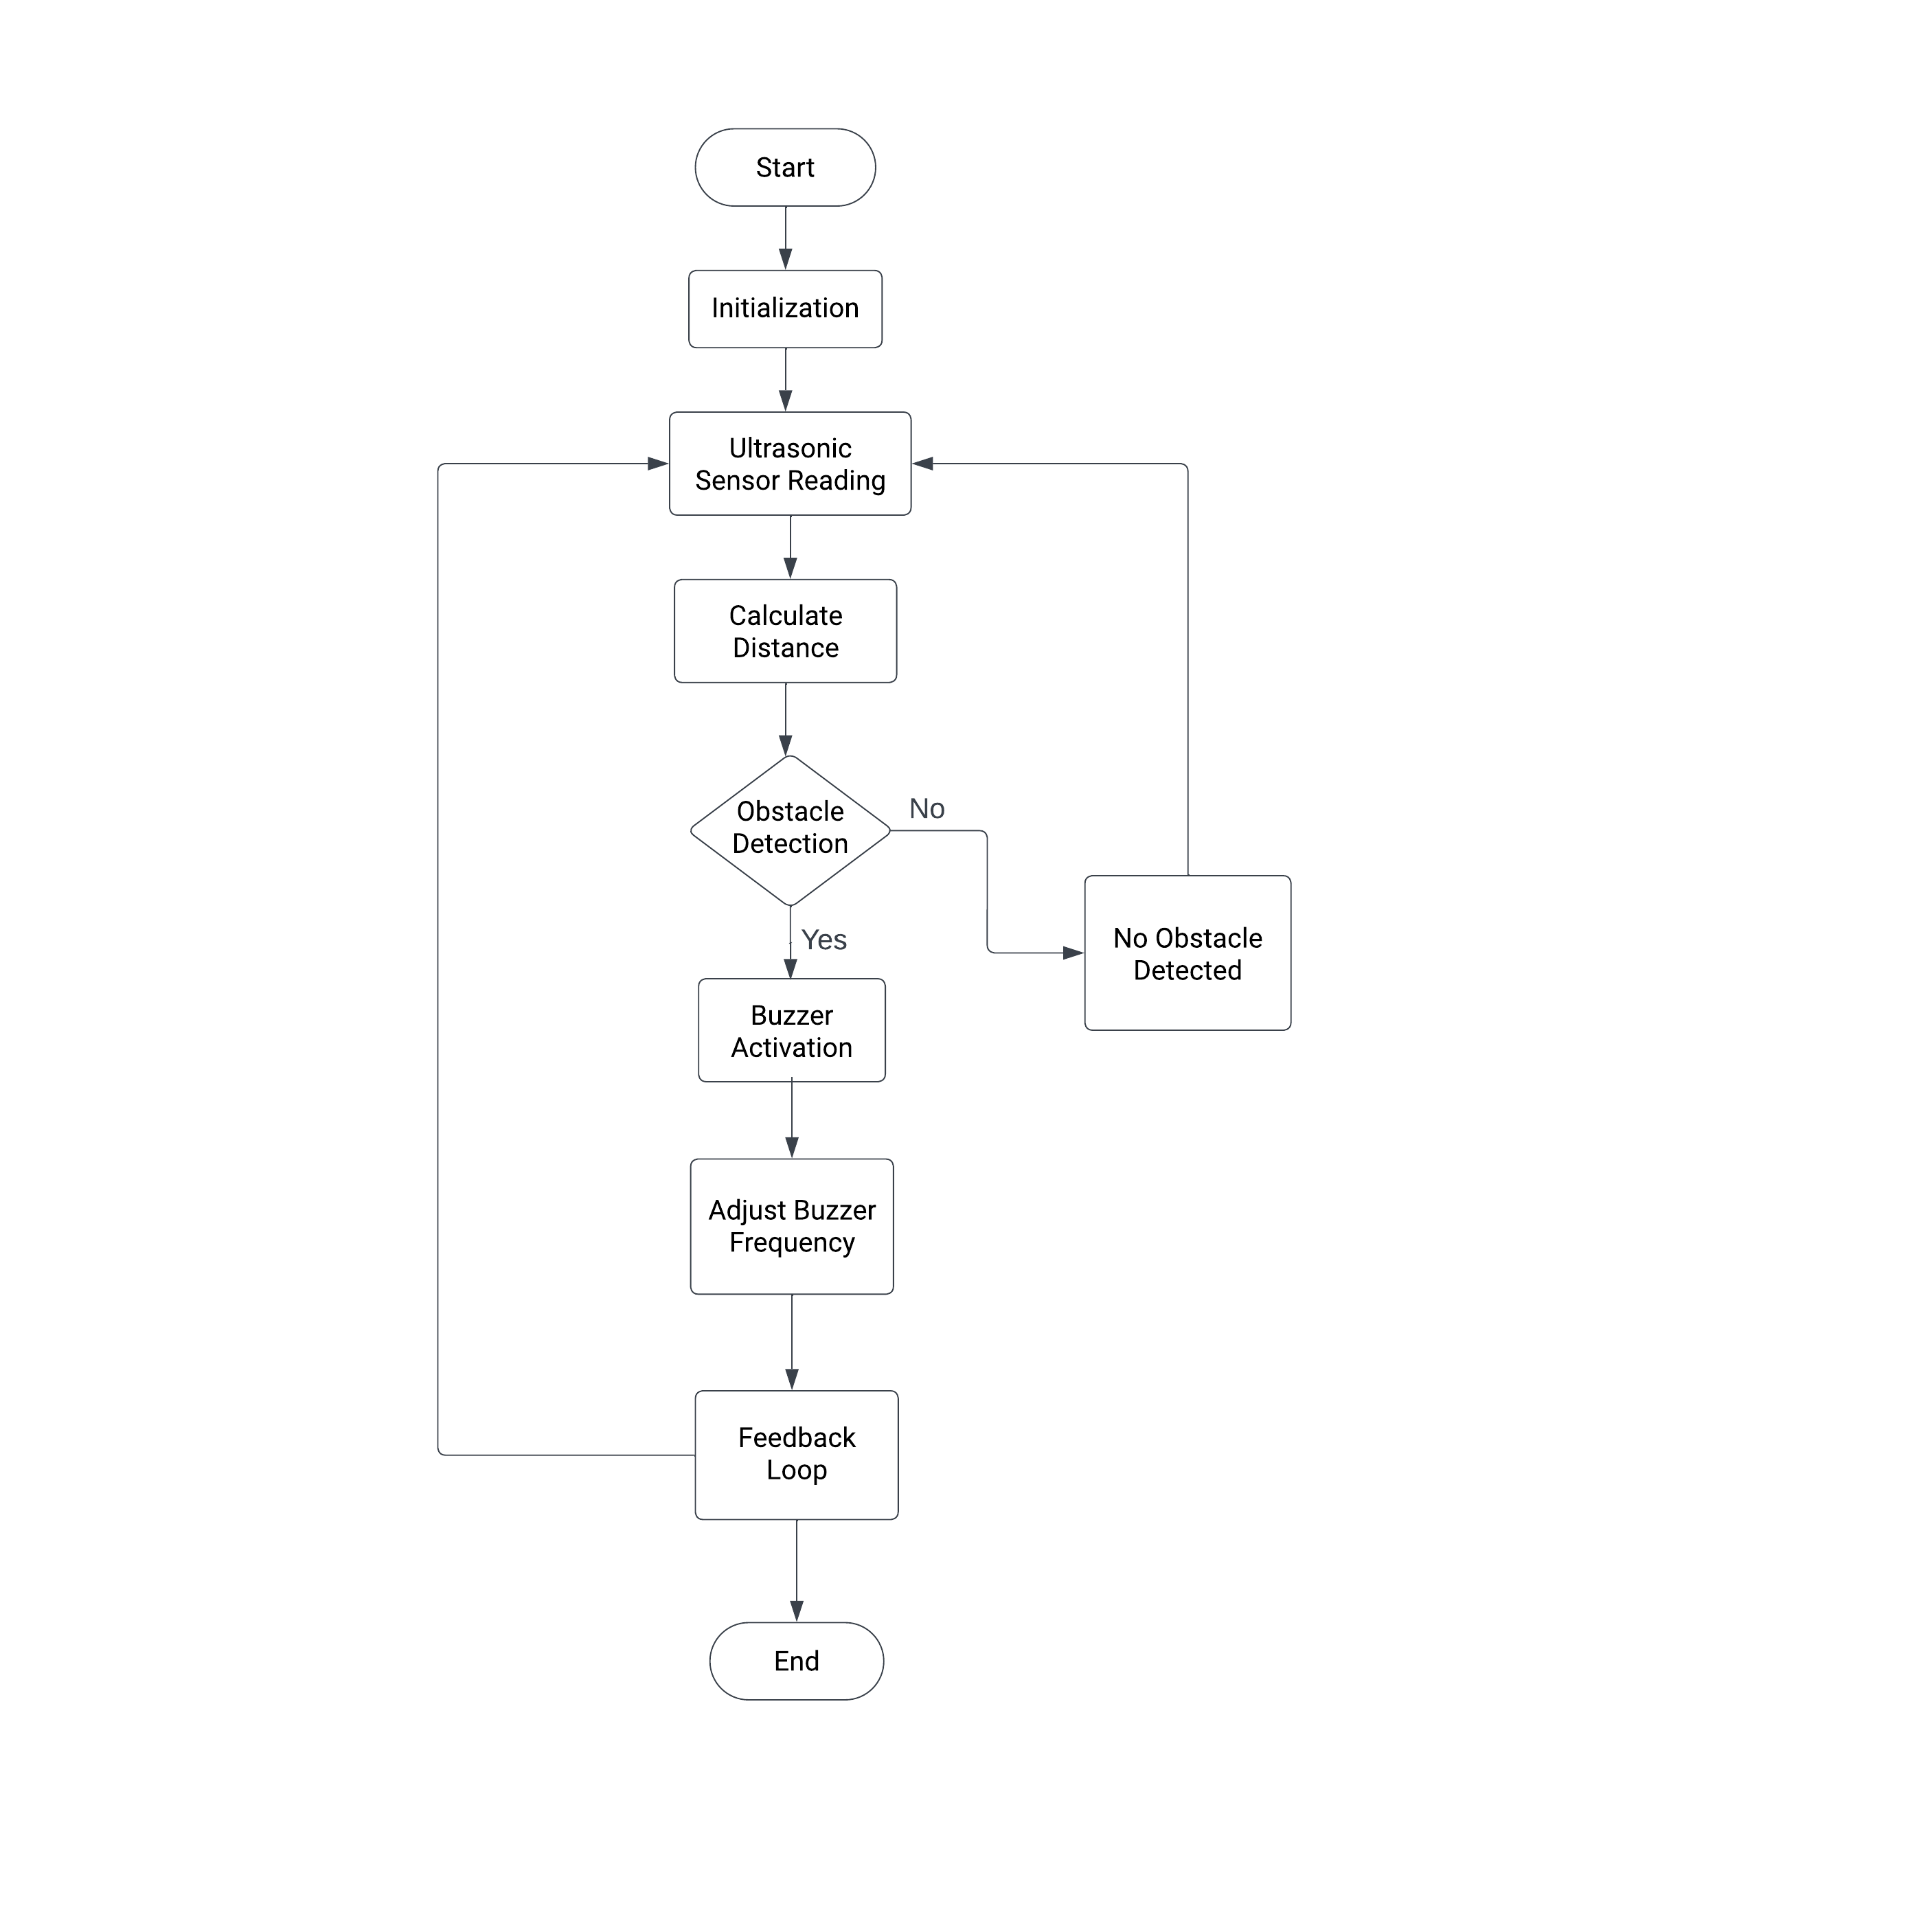 Start
Initialization
Ultrasonic
Sensor Reading
Calculate
Distance
Obstacle
Detection
No
Yes
No Obstacle
Detected
Buzzer
Activation
Adjust Buzzer
Frequency
Feedback
Loop
End